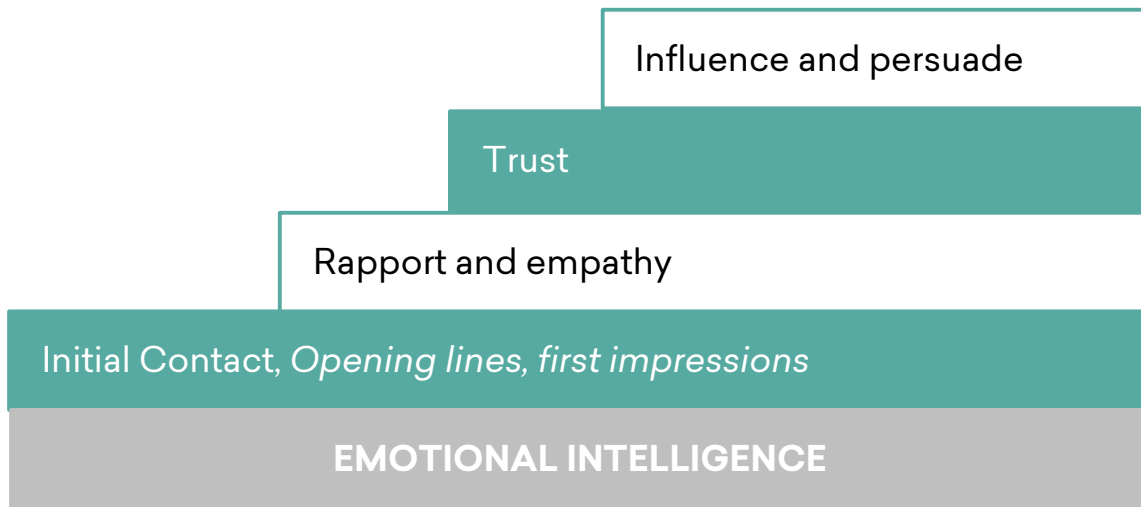 Influence and persuade
Trust
Rapport and empathy
Initial Contact, Opening lines, first impressions
EMOTIONAL INTELLIGENCE